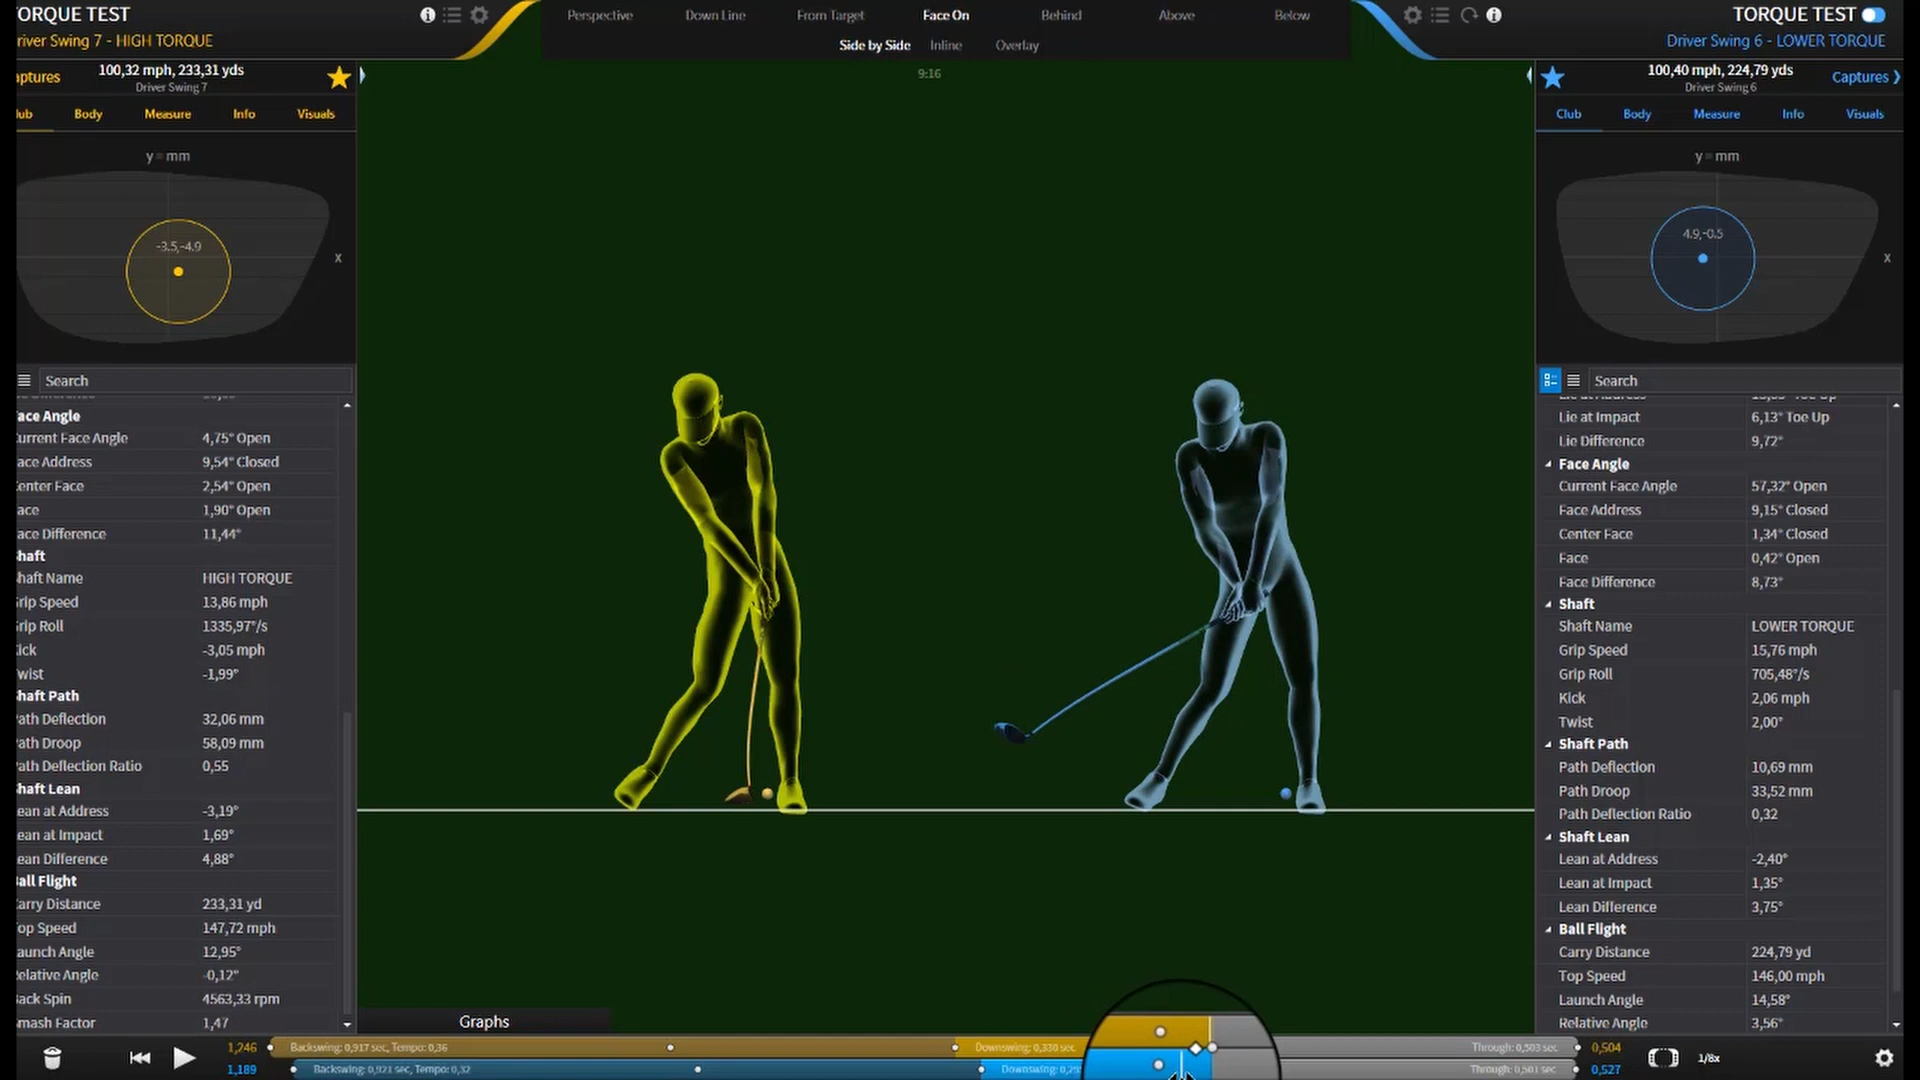 ORQUE TEST
river Swing 7 - HIGH TORQUE
aptures
100,32 mph, 233,31 yds
Driver Swing 7
lub Body Measure Info Visuals
y = mm
-3.5,-4.9
x
Search
ace Angle
urrent Face Angle 4,75° Open
ace Address 9,54° Closed
enter Face 2,54° Open
ace 1,90° Open
ace Difference 11,44°
haft
haft Name HIGH TORQUE
rip Speed 13,86 mph
rip Roll 1335,97°/s
ick -3,05 mph
wist -1,99°
haft Path
ath Deflection 32,06 mm
ath Droop 58,09 mm
ath Deflection Ratio 0,55
haft Lean
ean at Address -3,19°
ean at Impact 1,69°
ean Difference 4,88°
all Flight
arry Distance 233,31 yd
op Speed 147,72 mph
aunch Angle 12,95°
elative Angle -0,12°
ack Spin 4563,33 rpm
mash Factor 1,47
Perspective Down Line From Target Face On Behind Above Below
Side by Side Inline Overlay
9:16
Graphs
TORQUE TEST
Driver Swing 6 - LOWER TORQUE
100,40 mph, 224,79 yds
Driver Swing 6
Captures
Club Body Measure Info Visuals
y = mm
4.9,-0.5
x
Search
Lie at Impact 6,13° Toe Up
Lie Difference 9,72°
Face Angle
Current Face Angle 57,32° Open
Face Address 9,15° Closed
Center Face 1,34° Closed
Face 0,42° Open
Face Difference 8,73°
Shaft
Shaft Name LOWER TORQUE
Grip Speed 15,76 mph
Grip Roll 705,48°/s
Kick 2,06 mph
Twist 2,00°
Shaft Path
Path Deflection 10,69 mm
Path Droop 33,52 mm
Path Deflection Ratio 0,32
Shaft Lean
Lean at Address -2,40°
Lean at Impact 1,35°
Lean Difference 3,75°
Ball Flight
Carry Distance 224,79 yd
Top Speed 146,00 mph
Launch Angle 14,58°
Relative Angle 3,56°
1,246 Backswing: 0,917 sec, Tempo: 0,36 Downswing: 0,330 sec Through: 0,503 sec 0,504
1,189 Backswing: 0,921 sec, Tempo: 0,32 Downswing: Through: 0,501 sec 0,527
1/8x